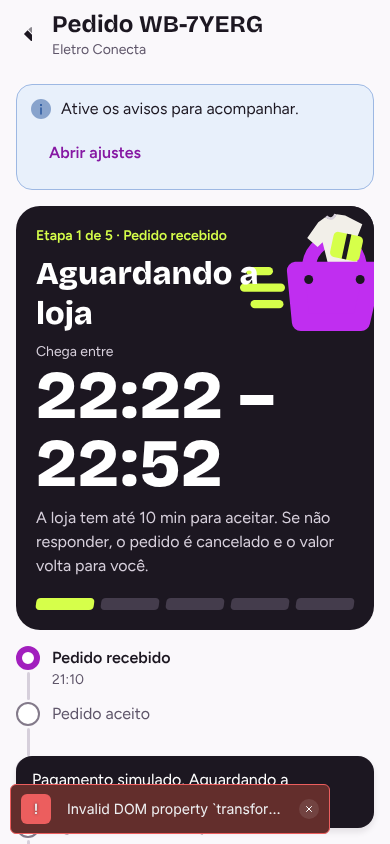 Pedido WB-7YERG
Eletro Conecta
Ative os avisos para acompanhar.
Abrir ajustes
Etapa 1 de 5 · Pedido recebido
Aguardando a
loja
Chega entre
22:22 –
22:52
A loja tem até 10 min para aceitar. Se não
responder, o pedido é cancelado e o valor
volta para você.
Pedido recebido
21:10
Pedido aceito
Pagamento simulado. Aguardando a
! Invalid DOM property `transfor...